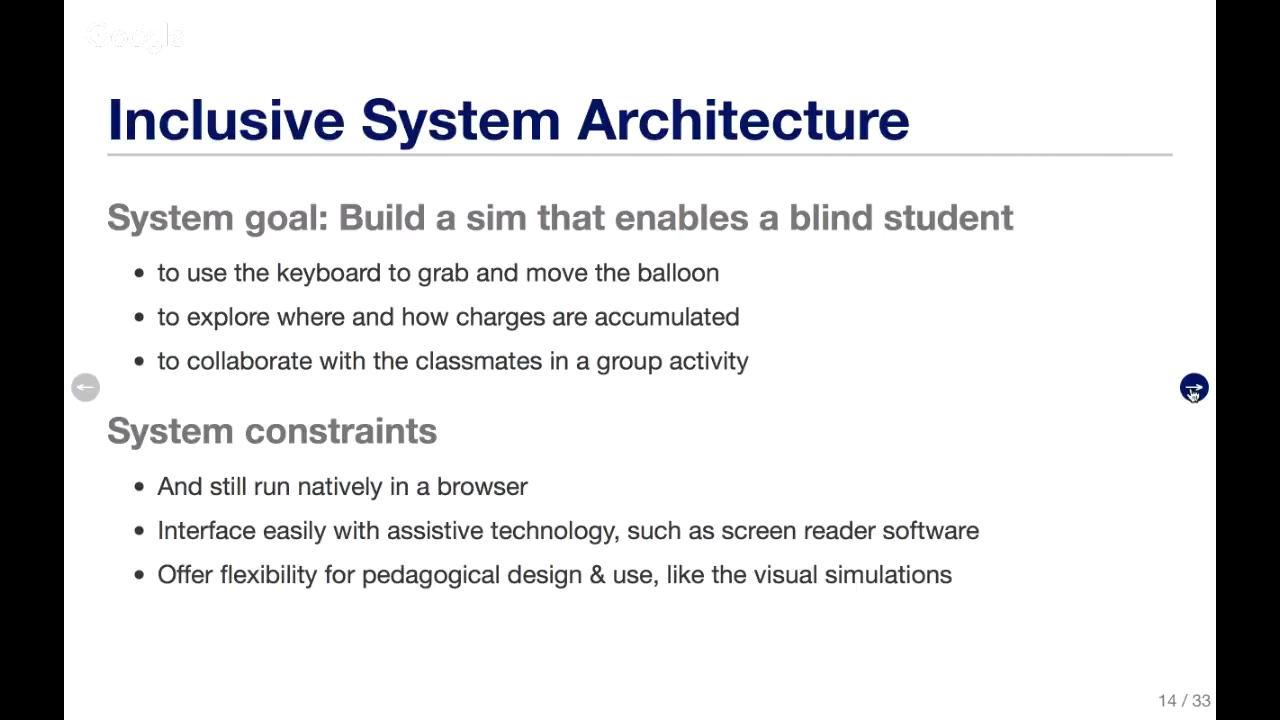 Inclusive System Architecture
System goal: Build a sim that enables a blind student
• to use the keyboard to grab and move the balloon
• to explore where and how charges are accumulated
• to collaborate with the classmates in a group activity
System constraints
• And still run natively in a browser
• Interface easily with assistive technology, such as screen reader software
• Offer flexibility for pedagogical design & use, like the visual simulations
14 / 33